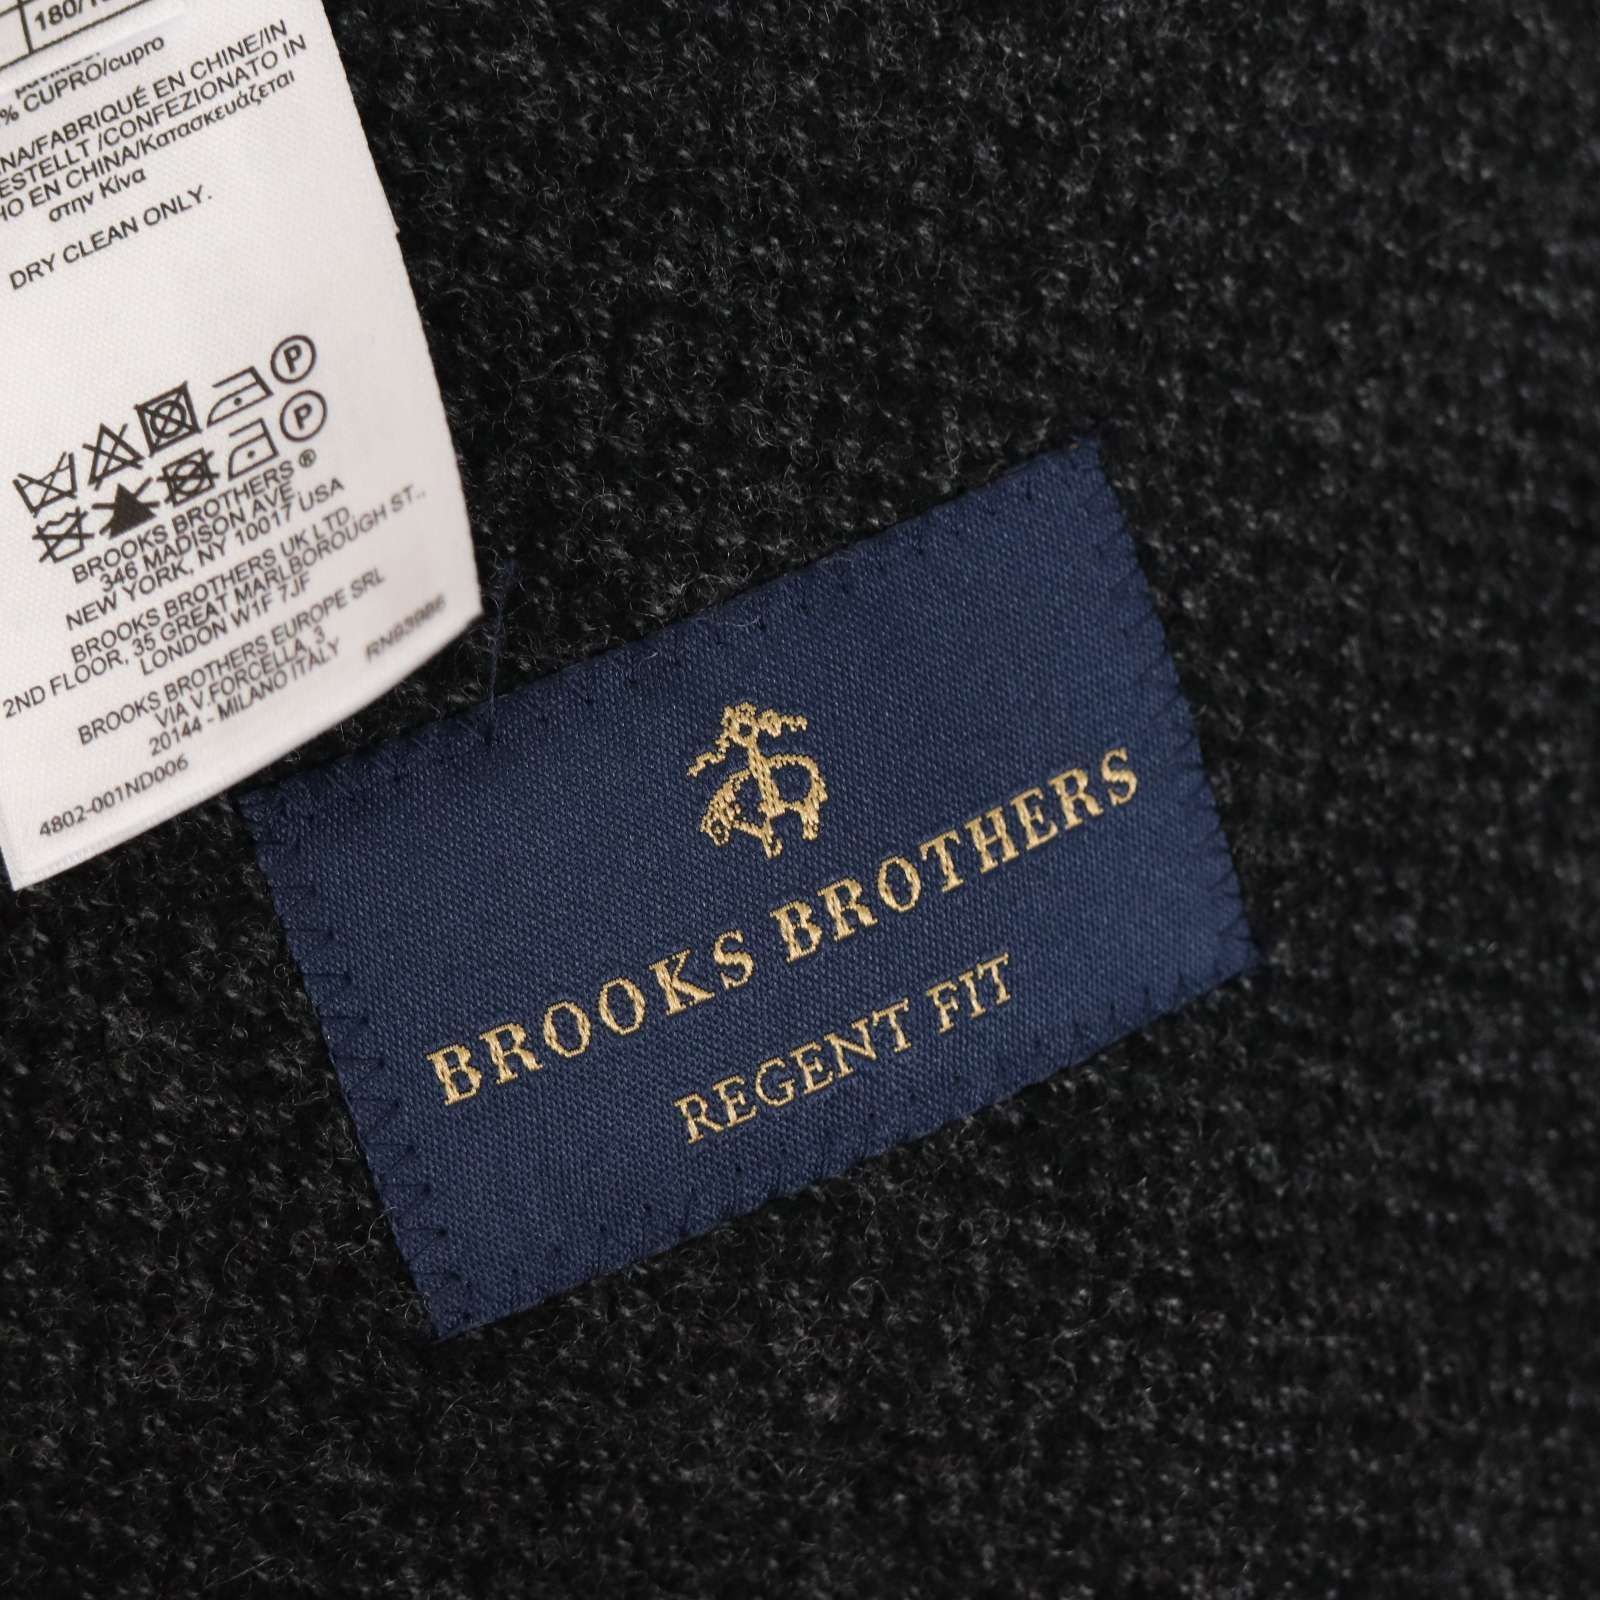 % CUPRO/cupro
NA/FABRIQUÉ EN CHINE/IN
ESTELLT /CONFEZIONATO IN
HO EN CHINA/Κατασκευάζεται
στην Κίνα
DRY CLEAN ONLY.
P
P
BROOKS BROTHERS ®
346 MADISON AVE
NEW YORK, NY 10017 USA
BROOKS BROTHERS UK LTD
2ND FLOOR, 35 GREAT MARLBOROUGH ST..
LONDON W1F 7JF
BROOKS BROTHERS EUROPE SRL
VIA V.FORCELLA, 3
20144 - MILANO ITALY
RN83986
4802-001ND006
BROOKS BROTHERS
REGENT FIT